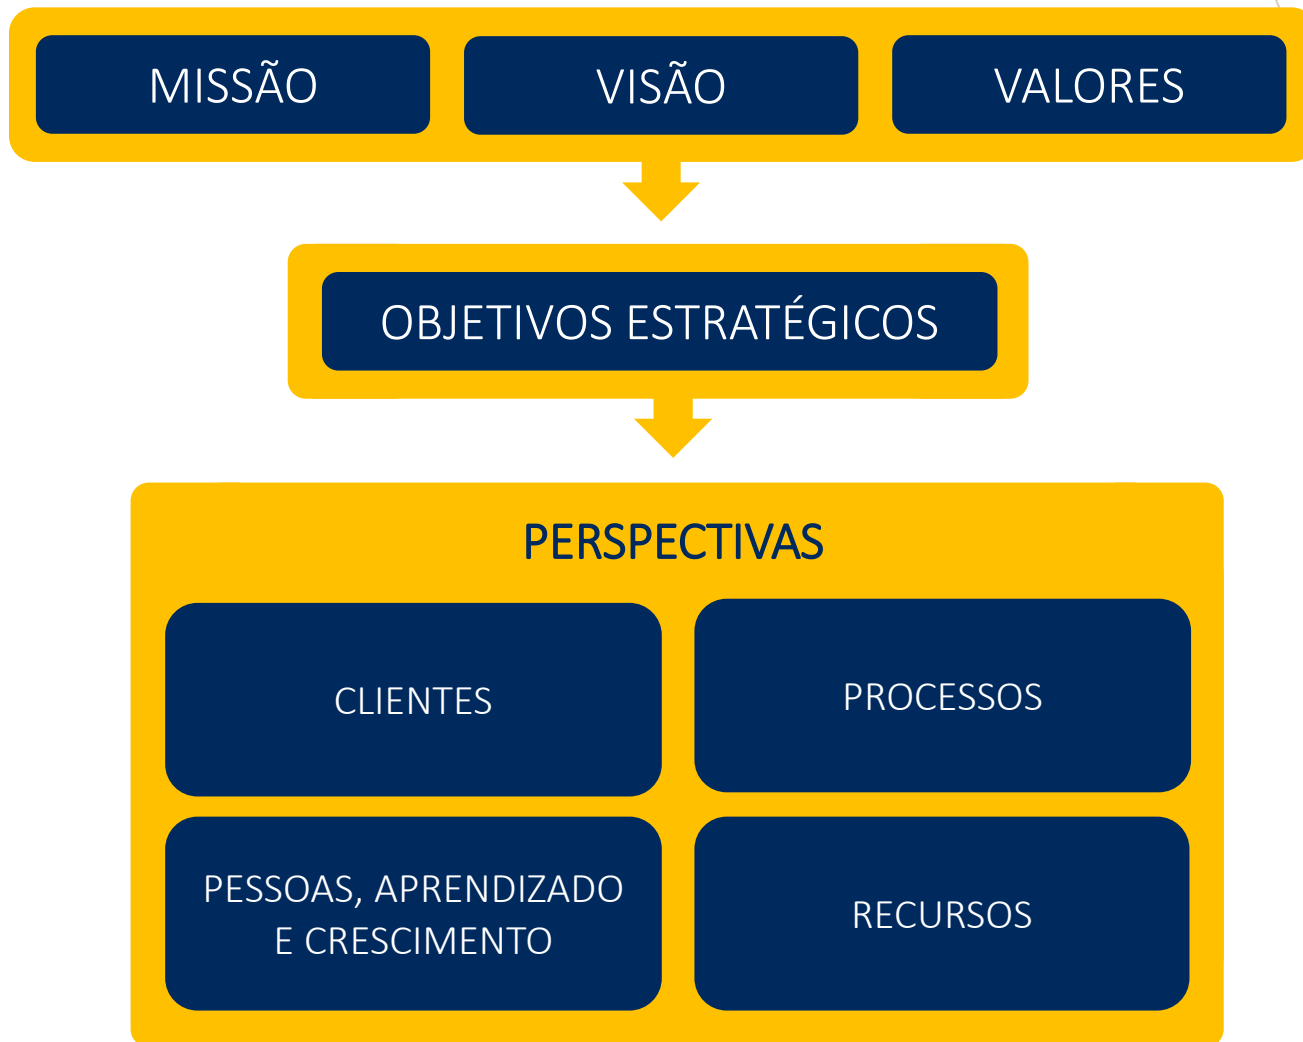 MISSÃO
VISÃO
VALORES
OBJETIVOS ESTRATÉGICOS
PERSPECTIVAS
CLIENTES
PROCESSOS
PESSOAS, APRENDIZADO
E CRESCIMENTO
RECURSOS